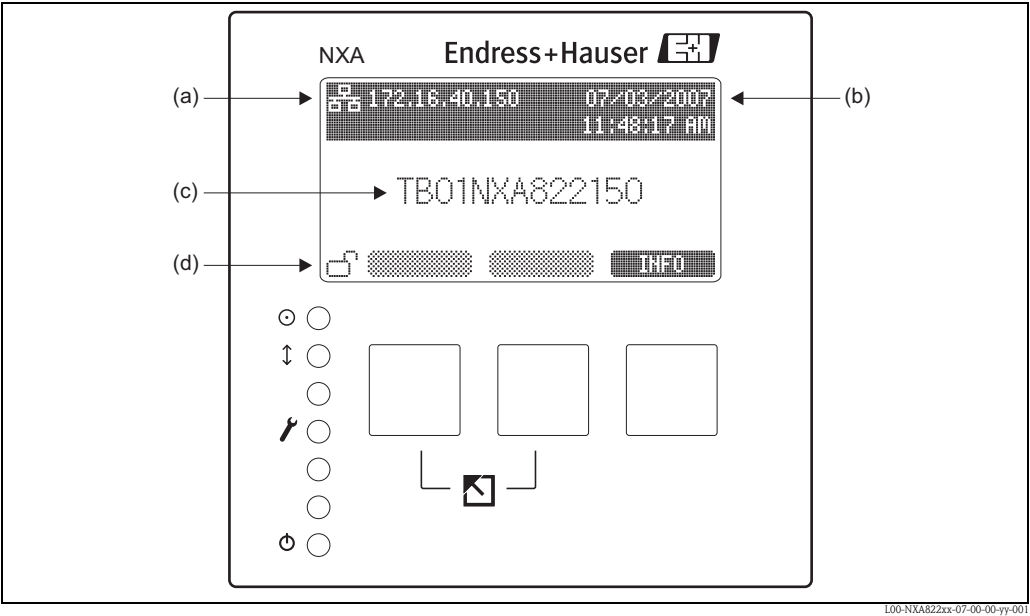 NXA Endress+Hauser
(a) 172.16.40.150 07/03/2007 (b)
11:48:17 AM
(c) TB01NXA822150
(d) INFO
L00-NXA822xx-07-00-00-yy-001